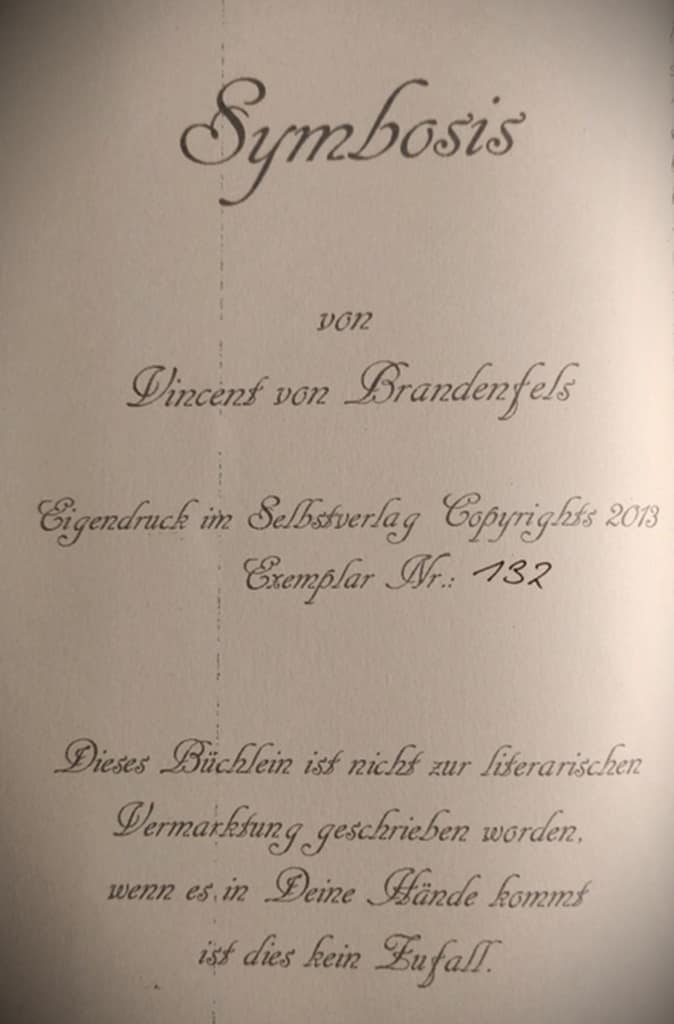 Symbosis
von
Vincent von Brandenfels
Eigendruck im Selbstverlag Copyrights 2013
Exemplar Nr.: 132
Dieses Büchlein ist nicht zur literarischen
Vermarktung geschrieben worden,
wenn es in Deine Hände kommt
ist dies kein Zufall.